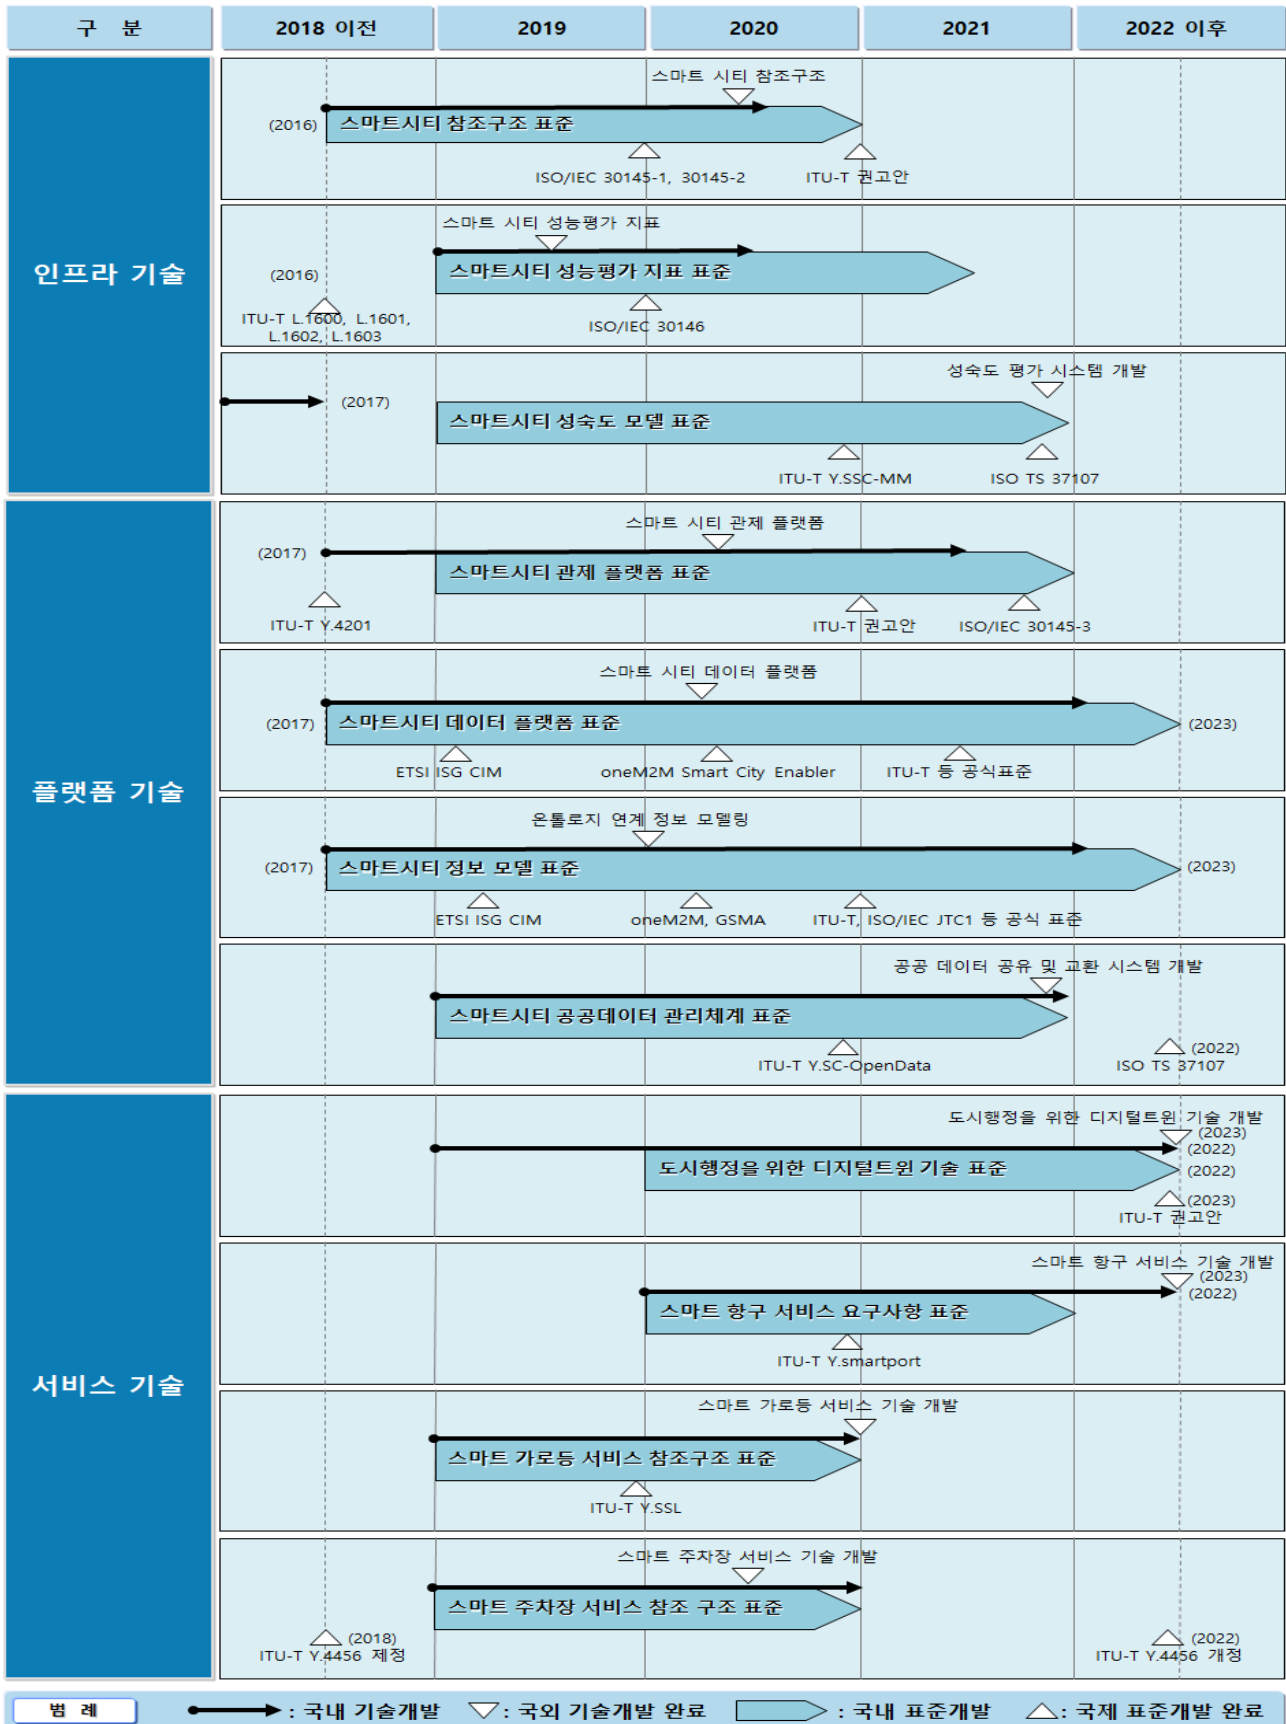 구 분
2018 이전
2019
2020
2021
2022 이후
인프라 기술
스마트 시티 참조구조
(2016)
스마트시티 참조구조 표준
ISO/IEC 30145-1, 30145-2
ITU-T 권고안
스마트 시티 성능평가 지표
(2016)
스마트시티 성능평가 지표 표준
ITU-T L.1600, L.1601,
L.1602, L.1603
ISO/IEC 30146
성숙도 평가 시스템 개발
(2017)
스마트시티 성숙도 모델 표준
ITU-T Y.SSC-MM
ISO TS 37107
플랫폼 기술
스마트 시티 관제 플랫폼
(2017)
스마트시티 관제 플랫폼 표준
ITU-T Y.4201
ITU-T 권고안
ISO/IEC 30145-3
스마트 시티 데이터 플랫폼
(2017)
스마트시티 데이터 플랫폼 표준
(2023)
ETSI ISG CIM
oneM2M Smart City Enabler
ITU-T 등 공식표준
온톨로지 연계 정보 모델링
(2017)
스마트시티 정보 모델 표준
(2023)
ETSI ISG CIM
oneM2M, GSMA
ITU-T, ISO/IEC JTC1 등 공식 표준
공공 데이터 공유 및 교환 시스템 개발
스마트시티 공공데이터 관리체계 표준
ITU-T Y.SC-OpenData
(2022)
ISO TS 37107
서비스 기술
도시행정을 위한 디지털트윈 기술 개발
(2023)
(2022)
도시행정을 위한 디지털트윈 기술 표준
(2022)
(2023)
ITU-T 권고안
스마트 항구 서비스 기술 개발
(2023)
(2022)
스마트 항구 서비스 요구사항 표준
ITU-T Y.smartport
스마트 가로등 서비스 기술 개발
스마트 가로등 서비스 참조구조 표준
ITU-T Y.SSL
스마트 주차장 서비스 기술 개발
스마트 주차장 서비스 참조 구조 표준
(2018)
ITU-T Y.4456 제정
(2022)
ITU-T Y.4456 개정
범 례
: 국내 기술개발
: 국외 기술개발 완료
: 국내 표준개발
: 국제 표준개발 완료